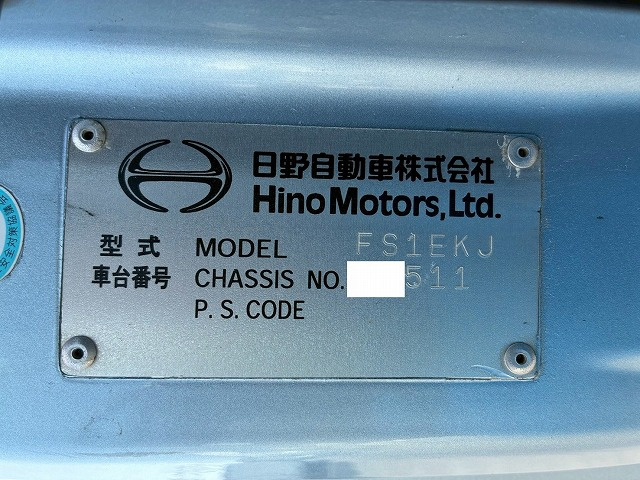 日野自動車株式会社
Hino Motors, Ltd.
型式 MODEL FS1EKJ
車台番号 CHASSIS NO. 511
P.S. CODE